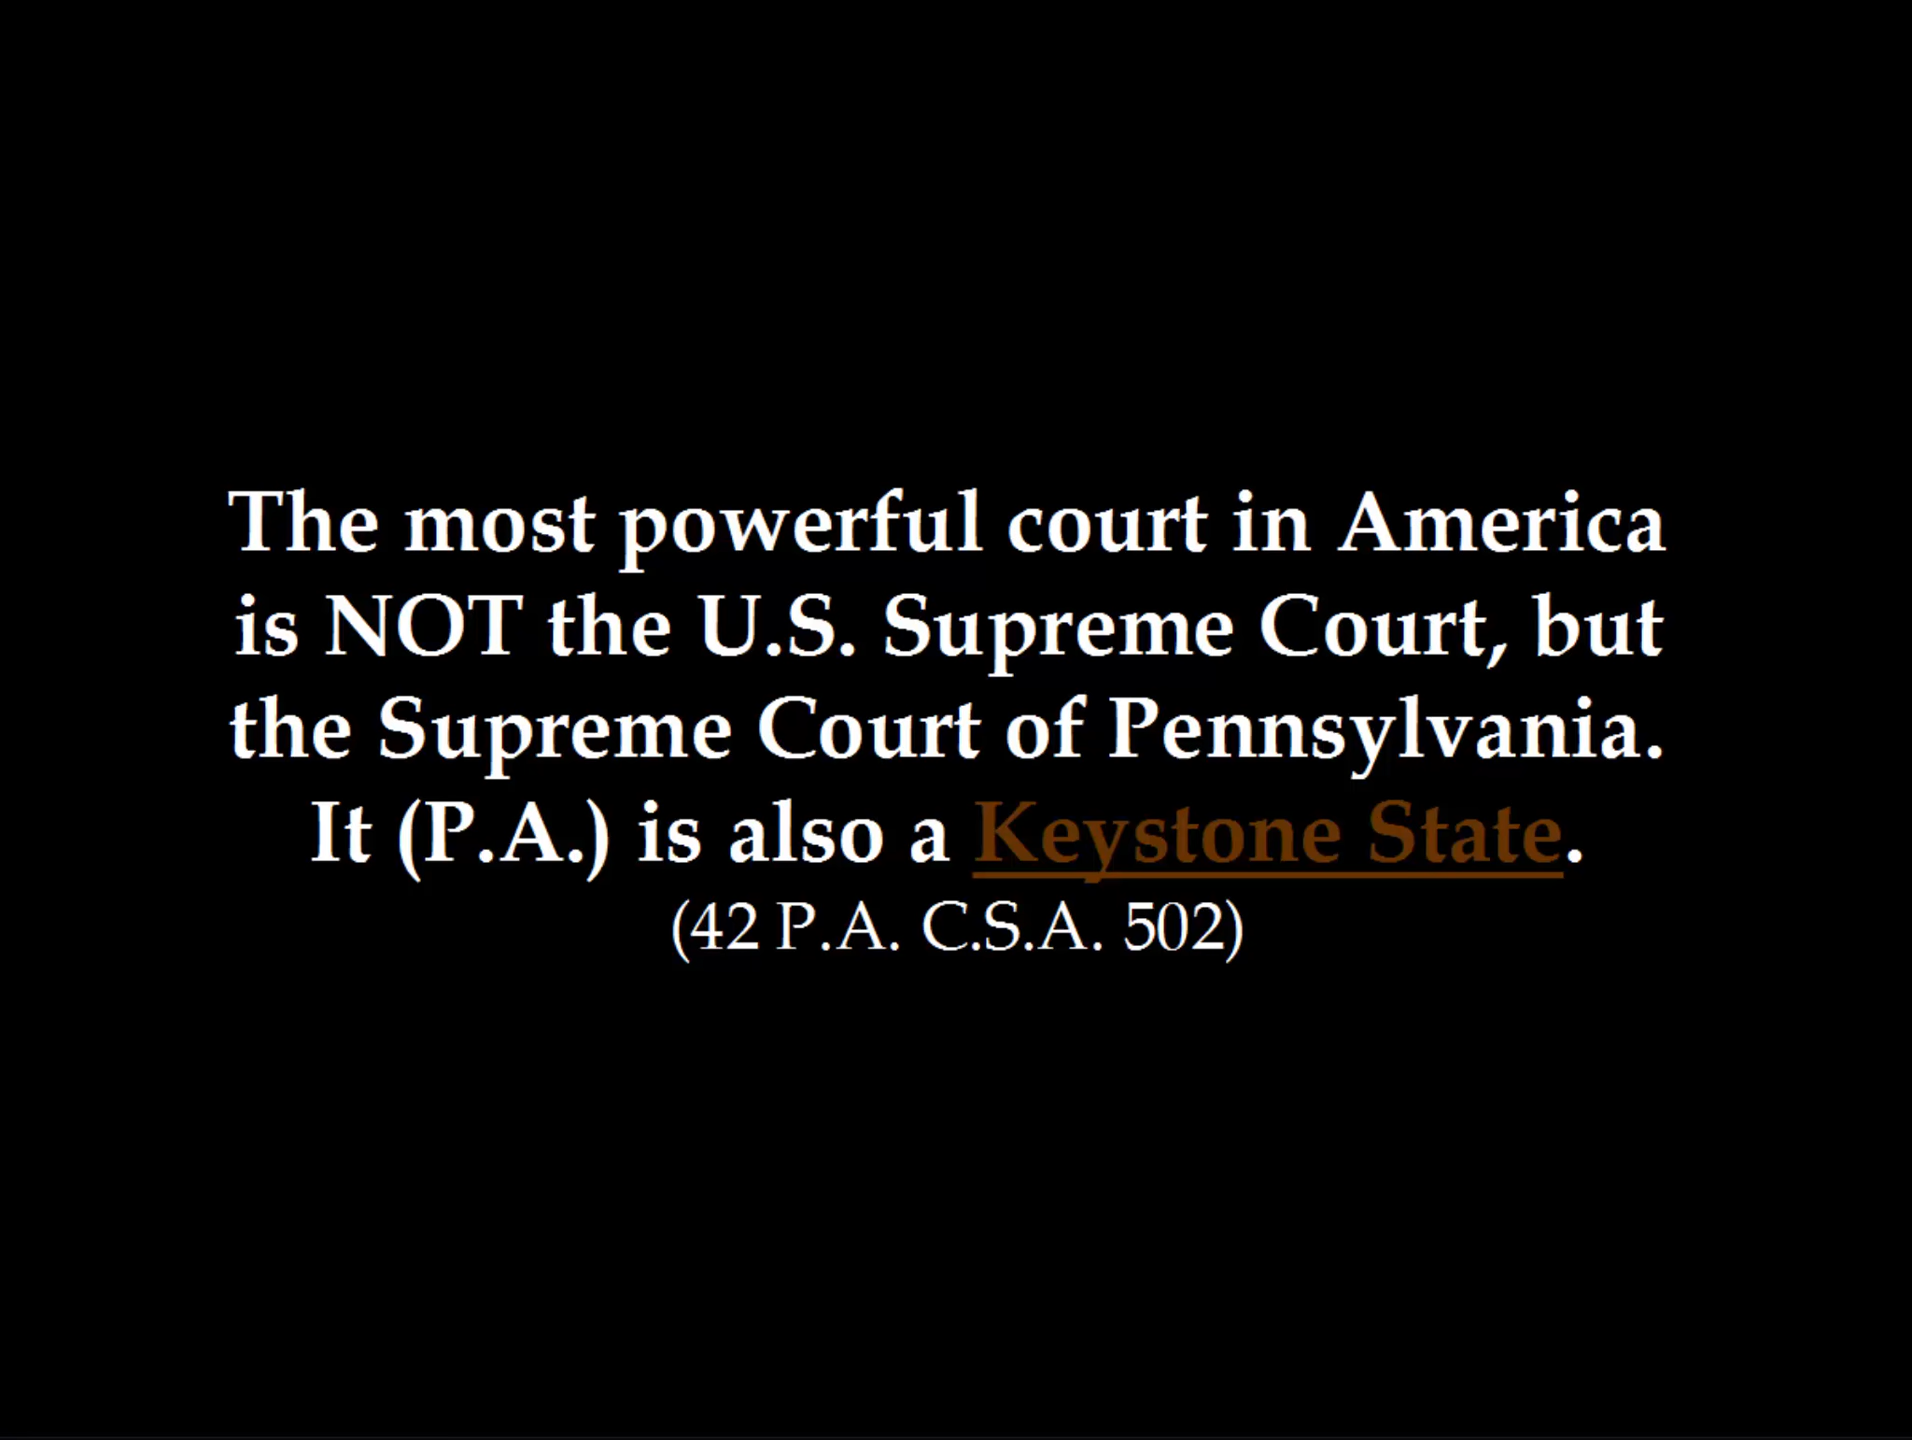 The most powerful court in America
is NOT the U.S. Supreme Court, but
the Supreme Court of Pennsylvania.
It (P.A.) is also a Keystone State.
(42 P.A. C.S.A. 502)